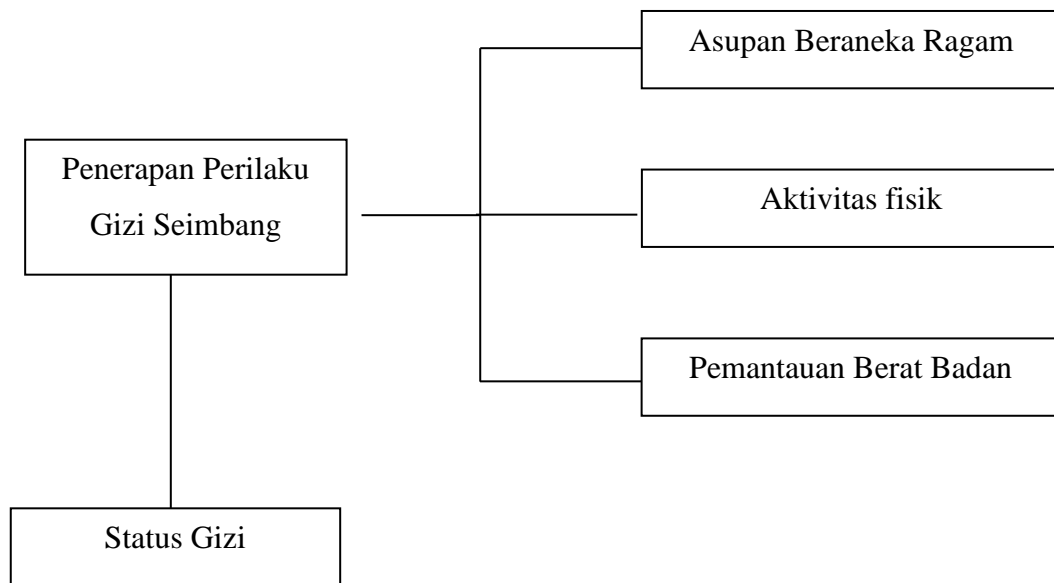 Asupan Beraneka Ragam
Penerapan Perilaku
Gizi Seimbang
Aktivitas fisik
Pemantauan Berat Badan
Status Gizi